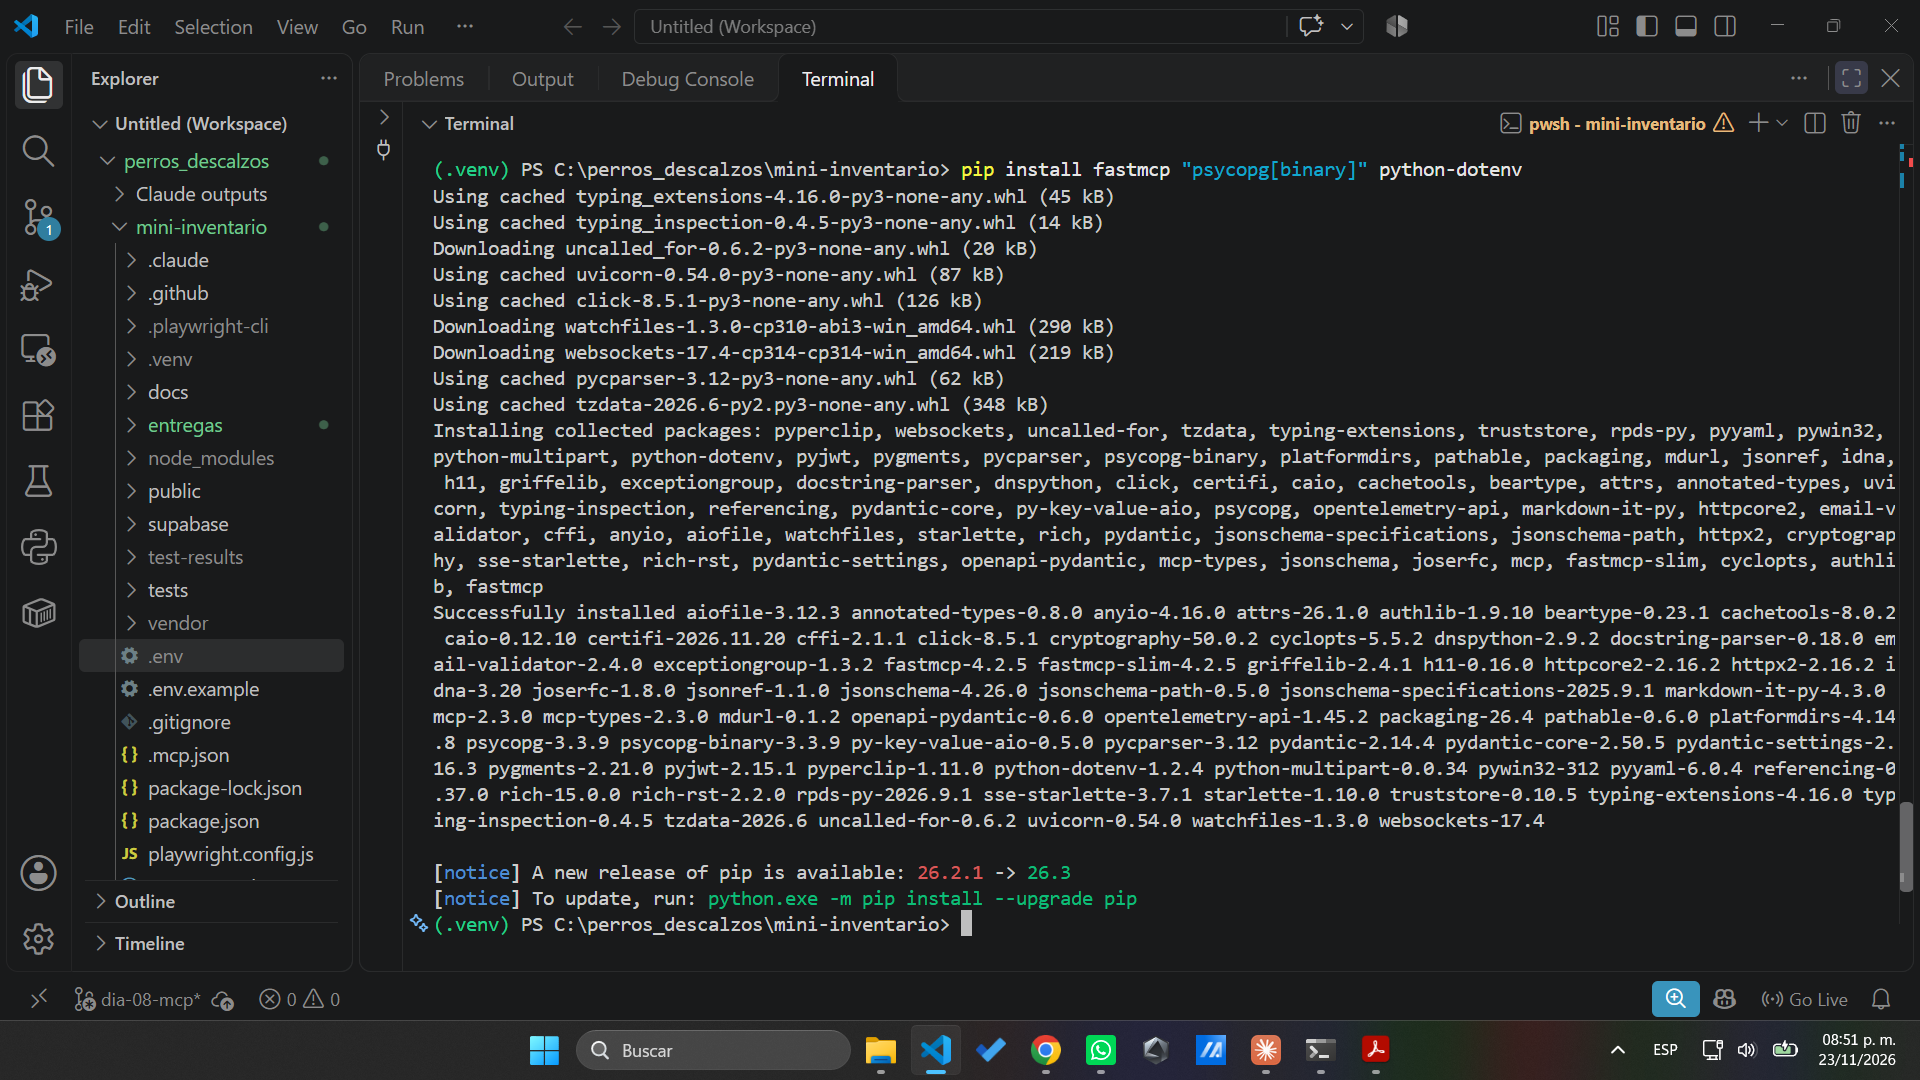 File Edit Selection View Go Run ···
Untitled (Workspace)
Explorer
Problems Output Debug Console Terminal
Untitled (Workspace)
perros_descalzos
Claude outputs
mini-inventario
.claude
.github
.playwright-cli
.venv
docs
entregas
node_modules
public
supabase
test-results
tests
vendor
.env
.env.example
.gitignore
.mcp.json
package-lock.json
package.json
playwright.config.js
Outline
Timeline
Terminal
pwsh - mini-inventario
(.venv) PS C:\perros_descalzos\mini-inventario> pip install fastmcp "psycopg[binary]" python-dotenv
Using cached typing_extensions-4.16.0-py3-none-any.whl (45 kB)
Using cached typing_inspection-0.4.5-py3-none-any.whl (14 kB)
Downloading uncalled_for-0.6.2-py3-none-any.whl (20 kB)
Using cached uvicorn-0.54.0-py3-none-any.whl (87 kB)
Using cached click-8.5.1-py3-none-any.whl (126 kB)
Downloading watchfiles-1.3.0-cp310-abi3-win_amd64.whl (290 kB)
Downloading websockets-17.4-cp314-cp314-win_amd64.whl (219 kB)
Using cached pycparser-3.12-py3-none-any.whl (62 kB)
Using cached tzdata-2026.6-py2.py3-none-any.whl (348 kB)
Installing collected packages: pyperclip, websockets, uncalled-for, tzdata, typing-extensions, truststore, rpds-py, pyyaml, pywin32,
python-multipart, python-dotenv, pyjwt, pygments, pycparser, psycopg-binary, platformdirs, pathable, packaging, mdurl, jsonref, idna,
h11, griffelib, exceptiongroup, docstring-parser, dnspython, click, certifi, caio, cachetools, beartype, attrs, annotated-types, uvi
corn, typing-inspection, referencing, pydantic-core, py-key-value-aio, psycopg, opentelemetry-api, markdown-it-py, httpcore2, email-v
alidator, cffi, anyio, aiofile, watchfiles, starlette, rich, pydantic, jsonschema-specifications, jsonschema-path, httpx2, cryptograp
hy, sse-starlette, rich-rst, pydantic-settings, openapi-pydantic, mcp-types, jsonschema, joserfc, mcp, fastmcp-slim, cyclopts, authli
b, fastmcp
Successfully installed aiofile-3.12.3 annotated-types-0.8.0 anyio-4.16.0 attrs-26.1.0 authlib-1.9.10 beartype-0.23.1 cachetools-8.0.2
caio-0.12.10 certifi-2026.11.20 cffi-2.1.1 click-8.5.1 cryptography-50.0.2 cyclopts-5.5.2 dnspython-2.9.2 docstring-parser-0.18.0 em
ail-validator-2.4.0 exceptiongroup-1.3.2 fastmcp-4.2.5 fastmcp-slim-4.2.5 griffelib-2.4.1 h11-0.16.0 httpcore2-2.16.2 httpx2-2.16.2 i
dna-3.20 joserfc-1.8.0 jsonref-1.1.0 jsonschema-4.26.0 jsonschema-path-0.5.0 jsonschema-specifications-2025.9.1 markdown-it-py-4.3.0
mcp-2.3.0 mcp-types-2.3.0 mdurl-0.1.2 openapi-pydantic-0.6.0 opentelemetry-api-1.45.2 packaging-26.4 pathable-0.6.0 platformdirs-4.14
.8 psycopg-3.3.9 psycopg-binary-3.3.9 py-key-value-aio-0.5.0 pycparser-3.12 pydantic-2.14.4 pydantic-core-2.50.5 pydantic-settings-2.
16.3 pygments-2.21.0 pyjwt-2.15.1 pyperclip-1.11.0 python-dotenv-1.2.4 python-multipart-0.0.34 pywin32-312 pyyaml-6.0.4 referencing-0
.37.0 rich-15.0.0 rich-rst-2.2.0 rpds-py-2026.9.1 sse-starlette-3.7.1 starlette-1.10.0 truststore-0.10.5 typing-extensions-4.16.0 typ
ing-inspection-0.4.5 tzdata-2026.6 uncalled-for-0.6.2 uvicorn-0.54.0 watchfiles-1.3.0 websockets-17.4
[notice] A new release of pip is available: 26.2.1 -> 26.3
[notice] To update, run: python.exe -m pip install --upgrade pip
(.venv) PS C:\perros_descalzos\mini-inventario>
1
dia-08-mcp* 0 0
Go Live
Buscar
ESP
08:51 p. m.
23/11/2026